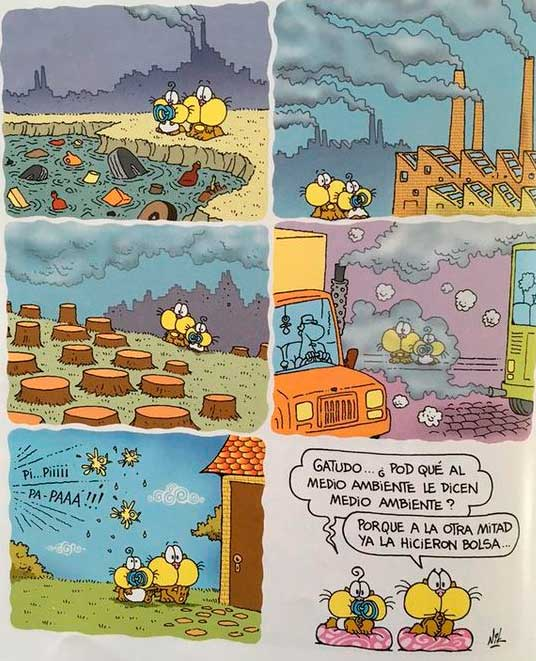 Pi...Piiiii
PA-PAAA'!!!
GATUDO... ¿ POD QUÉ AL
MEDIO AMBIENTE LE DICEN
MEDIO AMBIENTE ?
PORQUE A LA OTRA MITAD
YA LA HICIERON BOLSA...
NIK